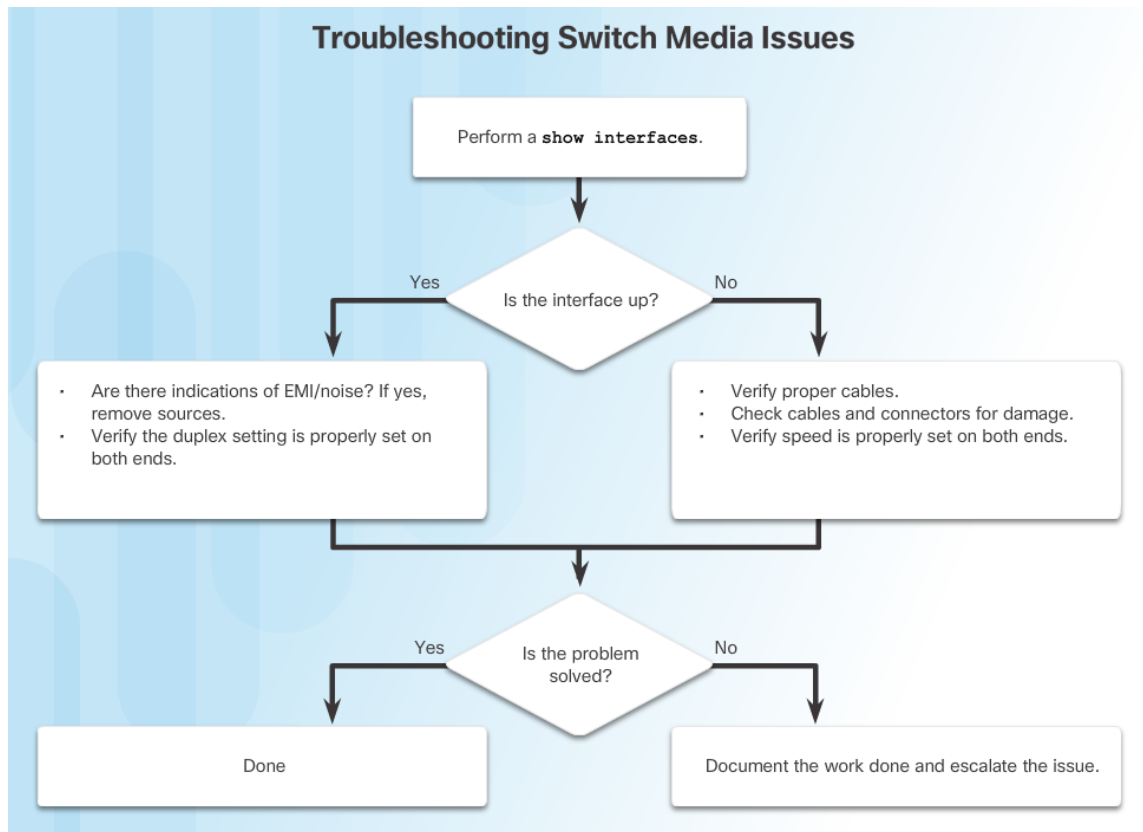 Troubleshooting Switch Media Issues
Perform a show interfaces.
Is the interface up?
Yes
No
· Are there indications of EMI/noise? If yes,
remove sources.
· Verify the duplex setting is properly set on
both ends.
· Verify proper cables.
· Check cables and connectors for damage.
· Verify speed is properly set on both ends.
Is the problem
solved?
Yes
No
Done
Document the work done and escalate the issue.